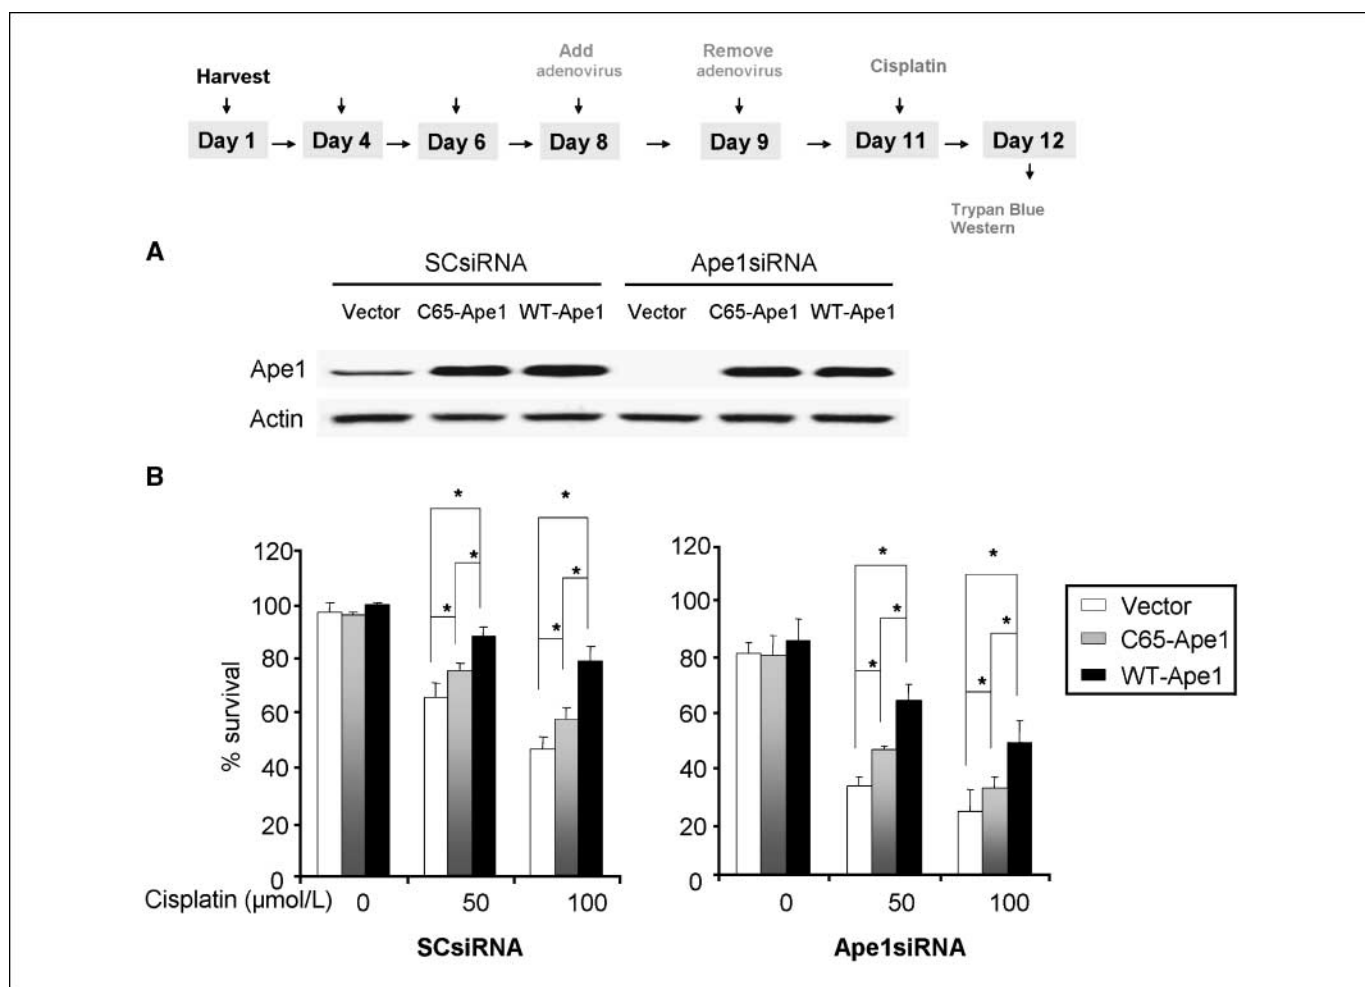 Add
adenovirus
Remove
adenovirus
Harvest
Cisplatin
Day 1
Day 4
Day 6
Day 8
Day 9
Day 11
Day 12
Trypan Blue
Western
A
SCsiRNA
Ape1siRNA
Vector
C65-Ape1
WT-Ape1
Vector
C65-Ape1
WT-Ape1
Ape1
Actin
B
% survival
120
100
80
60
40
20
0
*
*
*
*
*
*
Cisplatin (µmol/L)
0
50
100
SCsiRNA
120
100
80
60
40
20
0
*
*
*
*
*
*
0
50
100
Ape1siRNA
Vector
C65-Ape1
WT-Ape1